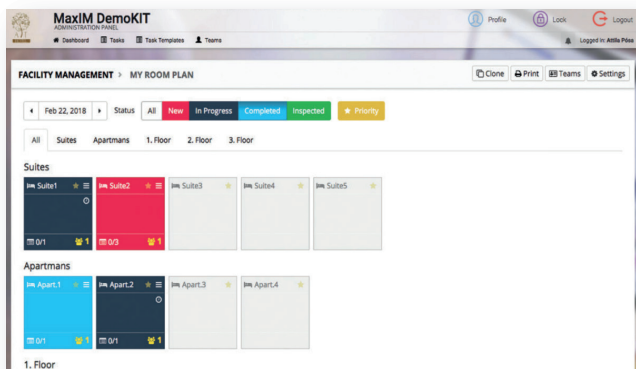 MaxIM DemoKIT
ADMINISTRATION PANEL
Profile
Lock
Logout
Dashboard
Tasks
Task Templates
Teams
Logged in: Attila Pósa
FACILITY MANAGEMENT > MY ROOM PLAN
Clone
Print
Teams
Settings
Feb 22, 2018
Status
All
New
In Progress
Completed
Inspected
Priority
All
Suites
Apartmans
1. Floor
2. Floor
3. Floor
Suites
Suite1
Suite2
Suite3
Suite4
Suite5
0/1
1
0/3
1
Apartmans
Apart.1
Apart.2
Apart.3
Apart.4
0/1
1
0/1
1
1. Floor